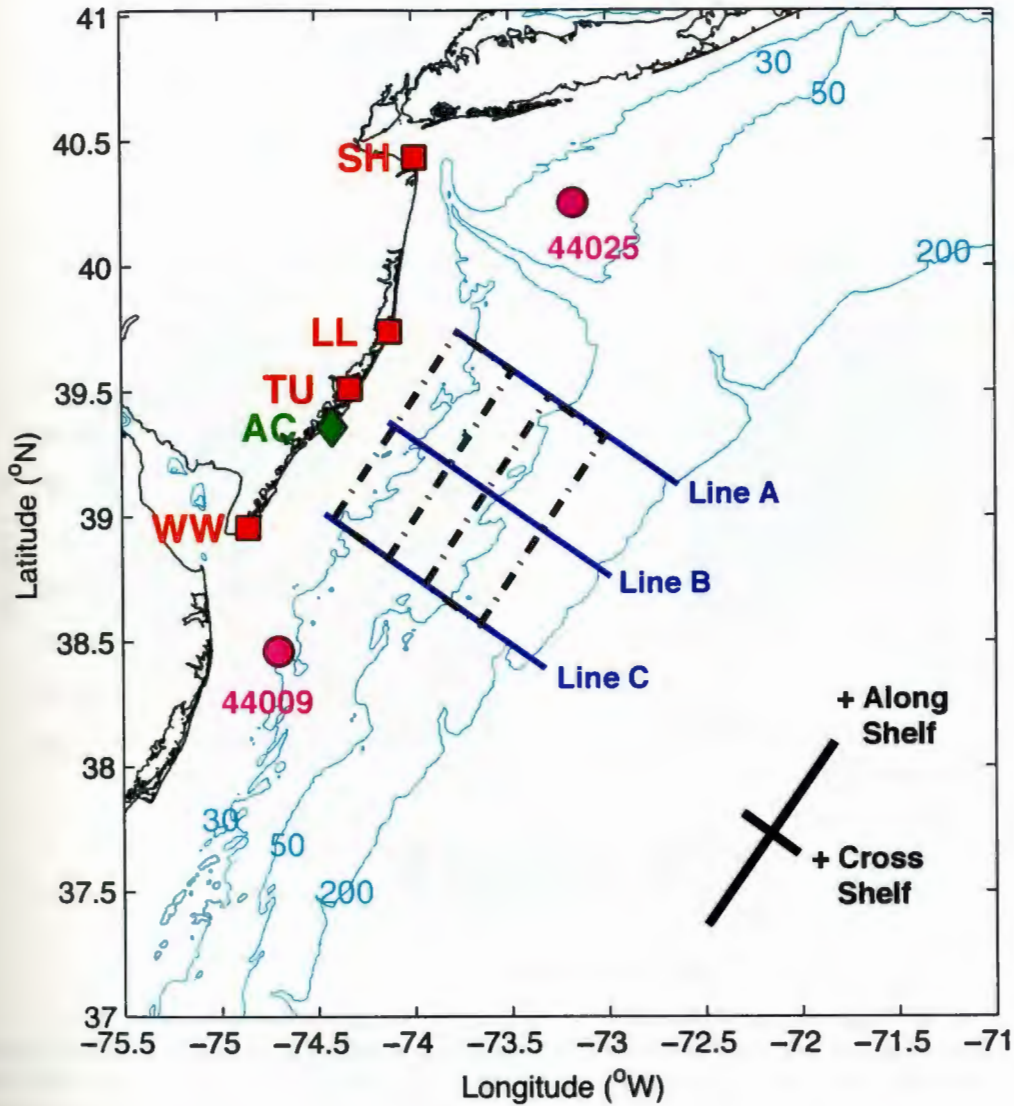 41
40.5
40
39.5
39
38.5
38
37.5
37
Latitude (°N)
−75.5 −75 −74.5 −74 −73.5 −73 −72.5 −72 −71.5 −71
Longitude (°W)
30
50
200
SH
44025
LL
TU
AC
WW
Line A
Line B
Line C
44009
+ Along
Shelf
+ Cross
Shelf
30
50
200